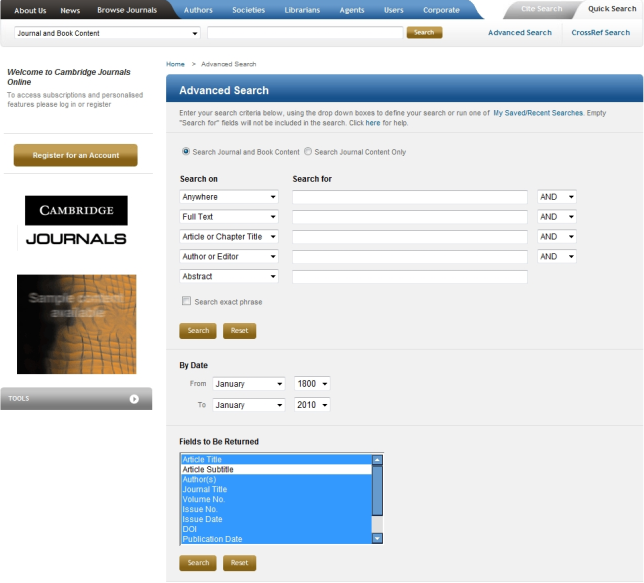 About Us News Browse Journals Authors Societies Librarians Agents Users Corporate Cite Search Quick Search
Journal and Book Content Search Advanced Search CrossRef Search
Home > Advanced Search
Welcome to Cambridge Journals
Online
To access subscriptions and personalised
features please log in or register
Register for an Account
CAMBRIDGE
JOURNALS
Sample content
available
TOOLS
Advanced Search
Enter your search criteria below, using the drop down boxes to define your search or run one of My Saved/Recent Searches. Empty
"Search for" fields will not be included in the search. Click here for help.
Search Journal and Book Content Search Journal Content Only
Search on Search for
Anywhere AND
Full Text AND
Article or Chapter Title AND
Author or Editor AND
Abstract
Search exact phrase
Search Reset
By Date
From January 1800
To January 2010
Fields to Be Returned
Article Title
Article Subtitle
Author(s)
Journal Title
Volume No.
Issue No.
Issue Date
DOI
Publication Date
Search Reset